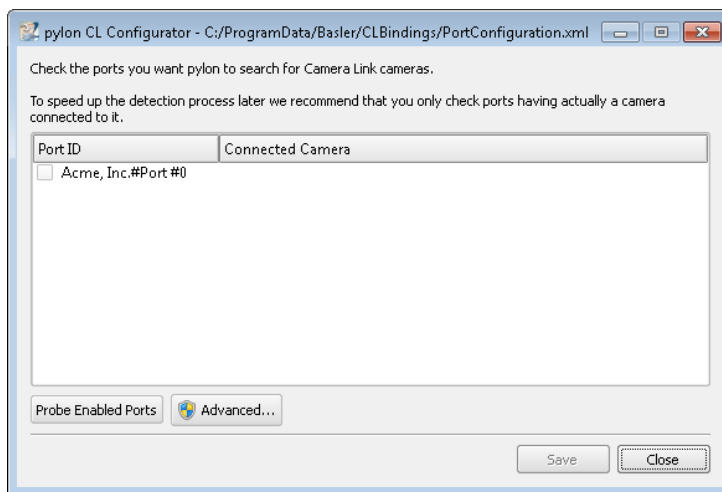 pylon CL Configurator - C:/ProgramData/Basler/CLBindings/PortConfiguration.xml
Check the ports you want pylon to search for Camera Link cameras.
To speed up the detection process later we recommend that you only check ports having actually a camera
connected to it.
Port ID Connected Camera
Acme, Inc.#Port #0
Probe Enabled Ports Advanced...
Save Close